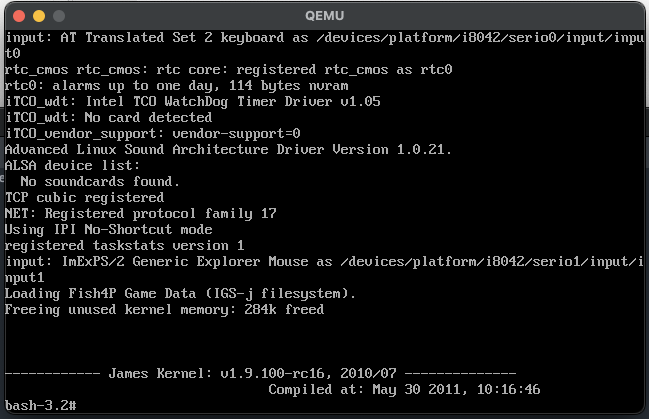 QEMU
input: AT Translated Set 2 keyboard as /devices/platform/i8042/serio0/input/inpu
t0
rtc_cmos rtc_cmos: rtc core: registered rtc_cmos as rtc0
rtc0: alarms up to one day, 114 bytes nvram
iTCO_wdt: Intel TCO WatchDog Timer Driver v1.05
iTCO_wdt: No card detected
iTCO_vendor_support: vendor-support=0
Advanced Linux Sound Architecture Driver Version 1.0.21.
ALSA device list:
  No soundcards found.
TCP cubic registered
NET: Registered protocol family 17
Using IPI No-Shortcut mode
registered taskstats version 1
input: ImExPS/2 Generic Explorer Mouse as /devices/platform/i8042/serio1/input/i
nput1
Loading Fish4P Game Data (IGS-j filesystem).
Freeing unused kernel memory: 284k freed
------------ James Kernel: v1.9.100-rc16, 2010/07 --------------
Compiled at: May 30 2011, 10:16:46
bash-3.2#